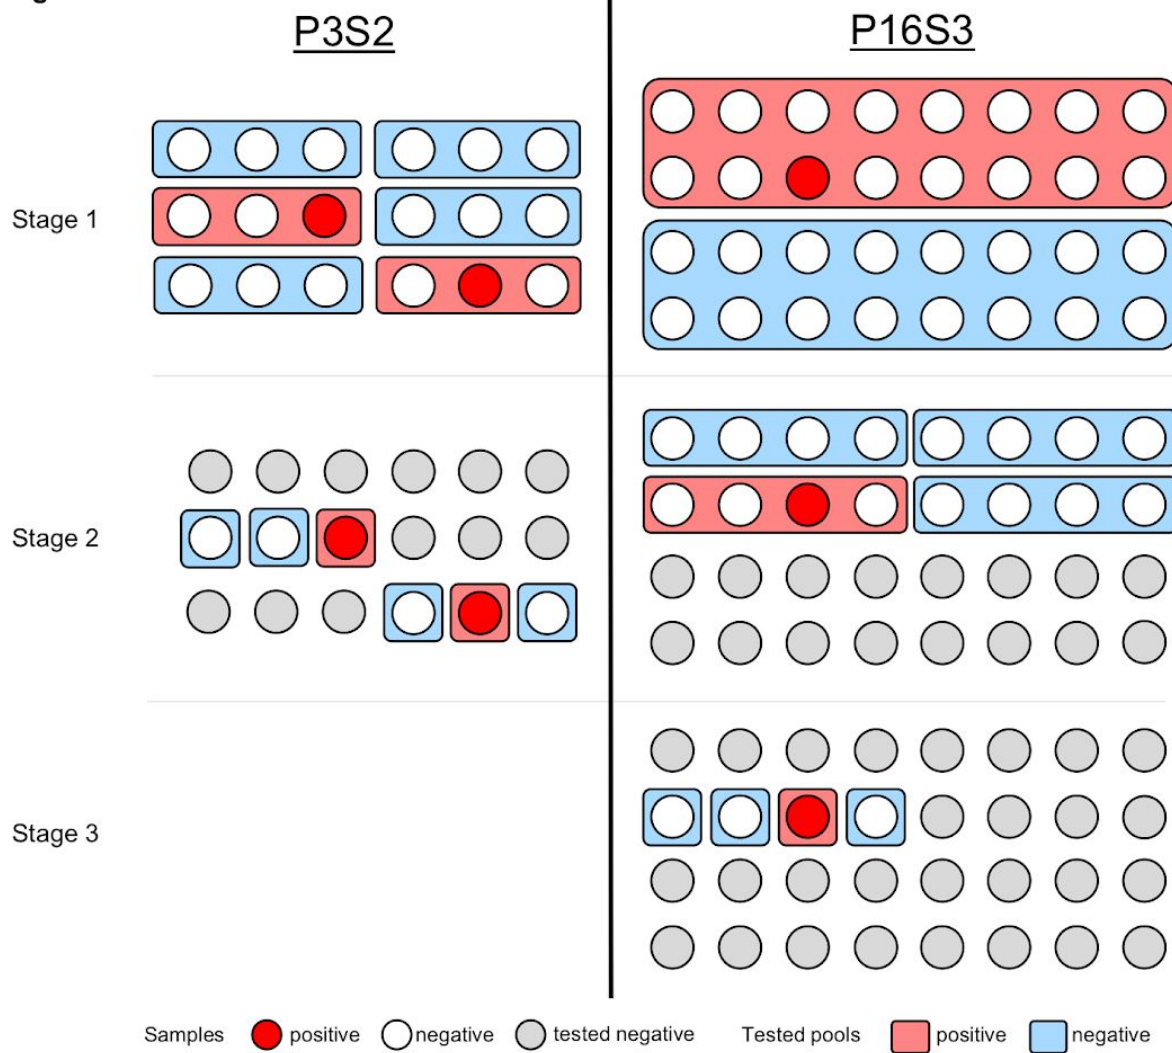 P3S2
P16S3
Stage 1
Stage 2
Stage 3
Samples positive negative tested negative Tested pools positive negative